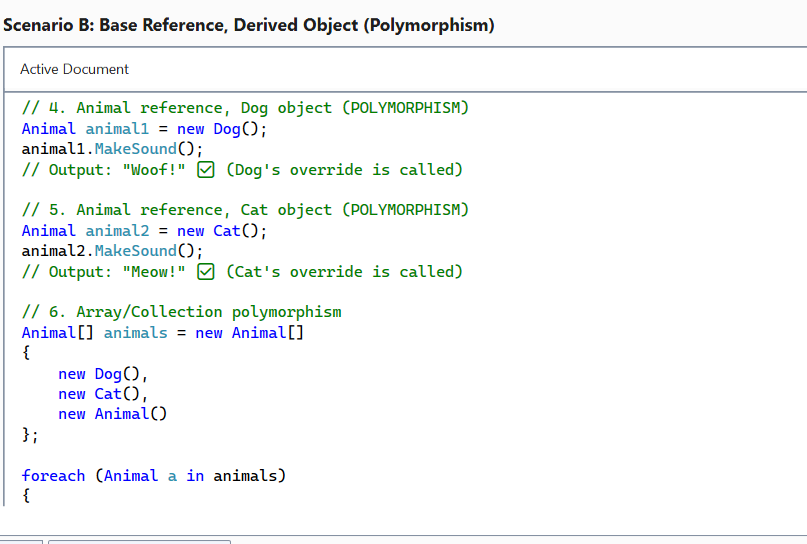 Scenario B: Base Reference, Derived Object (Polymorphism)
Active Document
// 4. Animal reference, Dog object (POLYMORPHISM)
Animal animal1 = new Dog();
animal1.MakeSound();
// Output: "Woof!" ✅ (Dog's override is called)
// 5. Animal reference, Cat object (POLYMORPHISM)
Animal animal2 = new Cat();
animal2.MakeSound();
// Output: "Meow!" ✅ (Cat's override is called)
// 6. Array/Collection polymorphism
Animal[] animals = new Animal[]
{
    new Dog(),
    new Cat(),
    new Animal()
};
foreach (Animal a in animals)
{